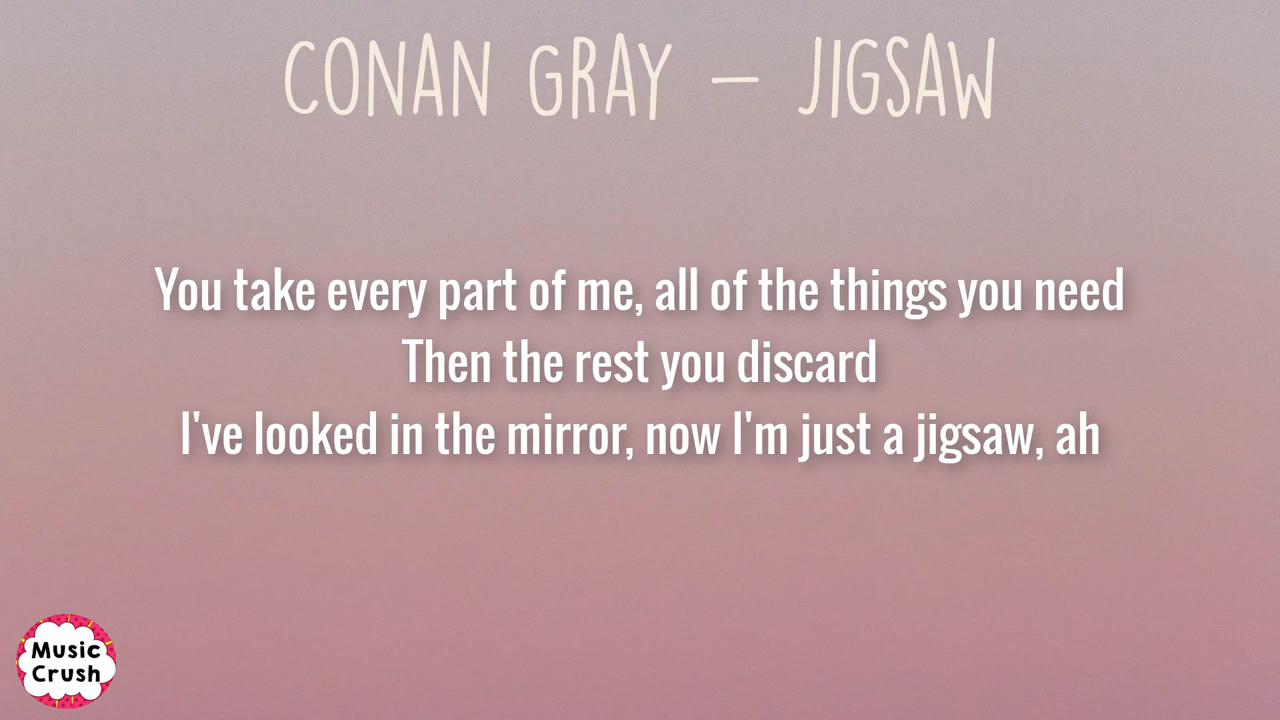 CONAN GRAY – JIGSAW
You take every part of me, all of the things you need
Then the rest you discard
I've looked in the mirror, now I'm just a jigsaw, ah
Music
Crush